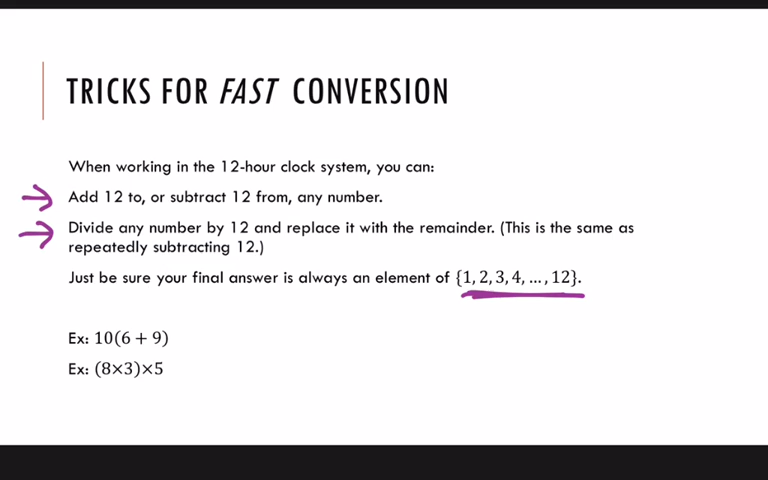 TRICKS FOR FAST CONVERSION
When working in the 12-hour clock system, you can:
Add 12 to, or subtract 12 from, any number.
Divide any number by 12 and replace it with the remainder. (This is the same as
repeatedly subtracting 12.)
Just be sure your final answer is always an element of {1, 2, 3, 4, ... , 12}.
Ex: 10(6 + 9)
Ex: (8×3)×5